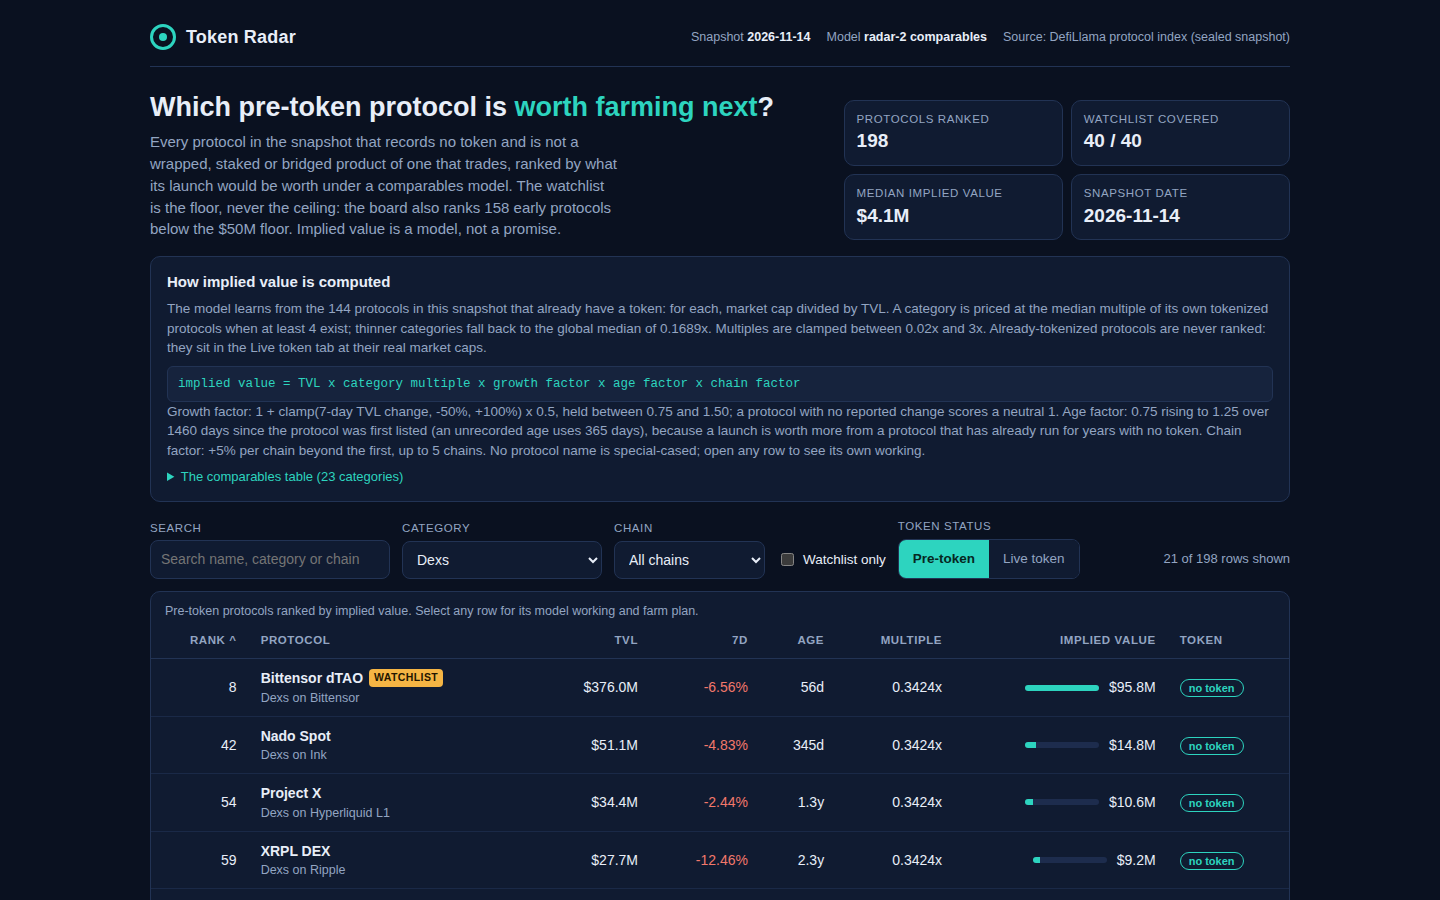 Token Radar
Snapshot 2026-11-14 Model radar-2 comparables Source: DefiLlama protocol index (sealed snapshot)
Which pre-token protocol is worth farming next?
Every protocol in the snapshot that records no token and is not a
wrapped, staked or bridged product of one that trades, ranked by what
its launch would be worth under a comparables model. The watchlist
is the floor, never the ceiling: the board also ranks 158 early protocols
below the $50M floor. Implied value is a model, not a promise.
PROTOCOLS RANKED
198
WATCHLIST COVERED
40 / 40
MEDIAN IMPLIED VALUE
$4.1M
SNAPSHOT DATE
2026-11-14
How implied value is computed
The model learns from the 144 protocols in this snapshot that already have a token: for each, market cap divided by TVL. A category is priced at the median multiple of its own tokenized
protocols when at least 4 exist; thinner categories fall back to the global median of 0.1689x. Multiples are clamped between 0.02x and 3x. Already-tokenized protocols are never ranked:
they sit in the Live token tab at their real market caps.
implied value = TVL x category multiple x growth factor x age factor x chain factor
Growth factor: 1 + clamp(7-day TVL change, -50%, +100%) x 0.5, held between 0.75 and 1.50; a protocol with no reported change scores a neutral 1. Age factor: 0.75 rising to 1.25 over
1460 days since the protocol was first listed (an unrecorded age uses 365 days), because a launch is worth more from a protocol that has already run for years with no token. Chain
factor: +5% per chain beyond the first, up to 5 chains. No protocol name is special-cased; open any row to see its own working.
The comparables table (23 categories)
SEARCH
Search name, category or chain
CATEGORY
Dexs
CHAIN
All chains
Watchlist only
TOKEN STATUS
Pre-token Live token
21 of 198 rows shown
Pre-token protocols ranked by implied value. Select any row for its model working and farm plan.
RANK ^ PROTOCOL TVL 7D AGE MULTIPLE IMPLIED VALUE TOKEN
8 Bittensor dTAO WATCHLIST $376.0M -6.56% 56d 0.3424x $95.8M no token
Dexs on Bittensor
42 Nado Spot $51.1M -4.83% 345d 0.3424x $14.8M no token
Dexs on Ink
54 Project X $34.4M -2.44% 1.3y 0.3424x $10.6M no token
Dexs on Hyperliquid L1
59 XRPL DEX $27.7M -12.46% 2.3y 0.3424x $9.2M no token
Dexs on Ripple